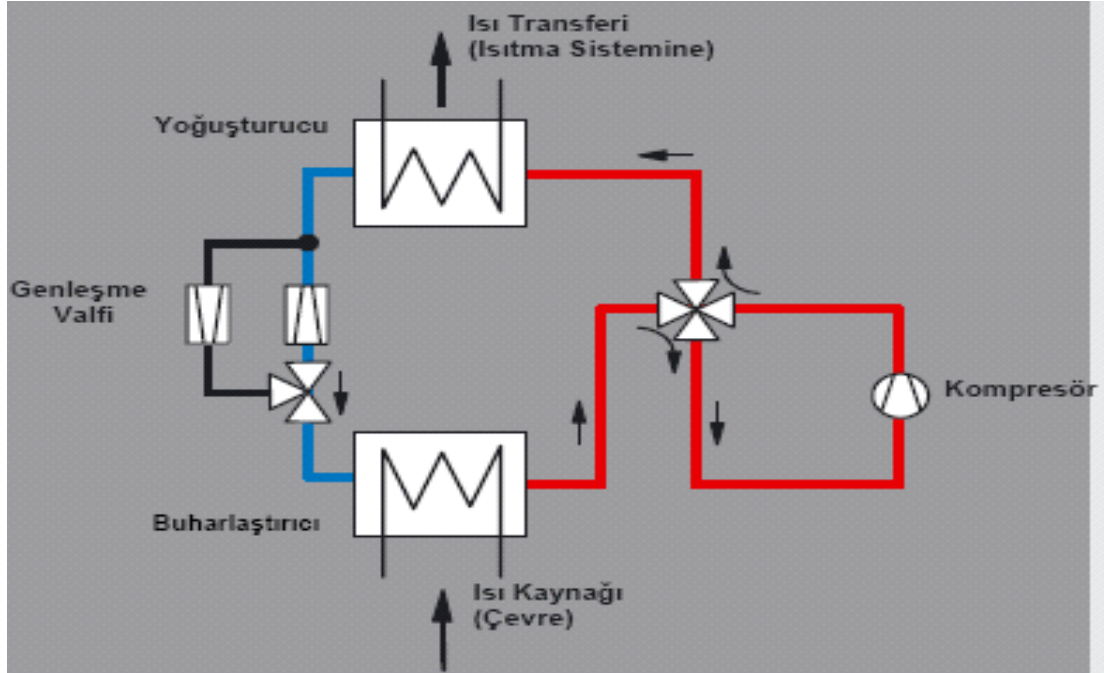 Isı Transferi
(Isıtma Sistemine)
Yoğuşturucu
Genleşme
Valfi
Kompresör
Buharlaştırıcı
Isı Kaynağı
(Çevre)